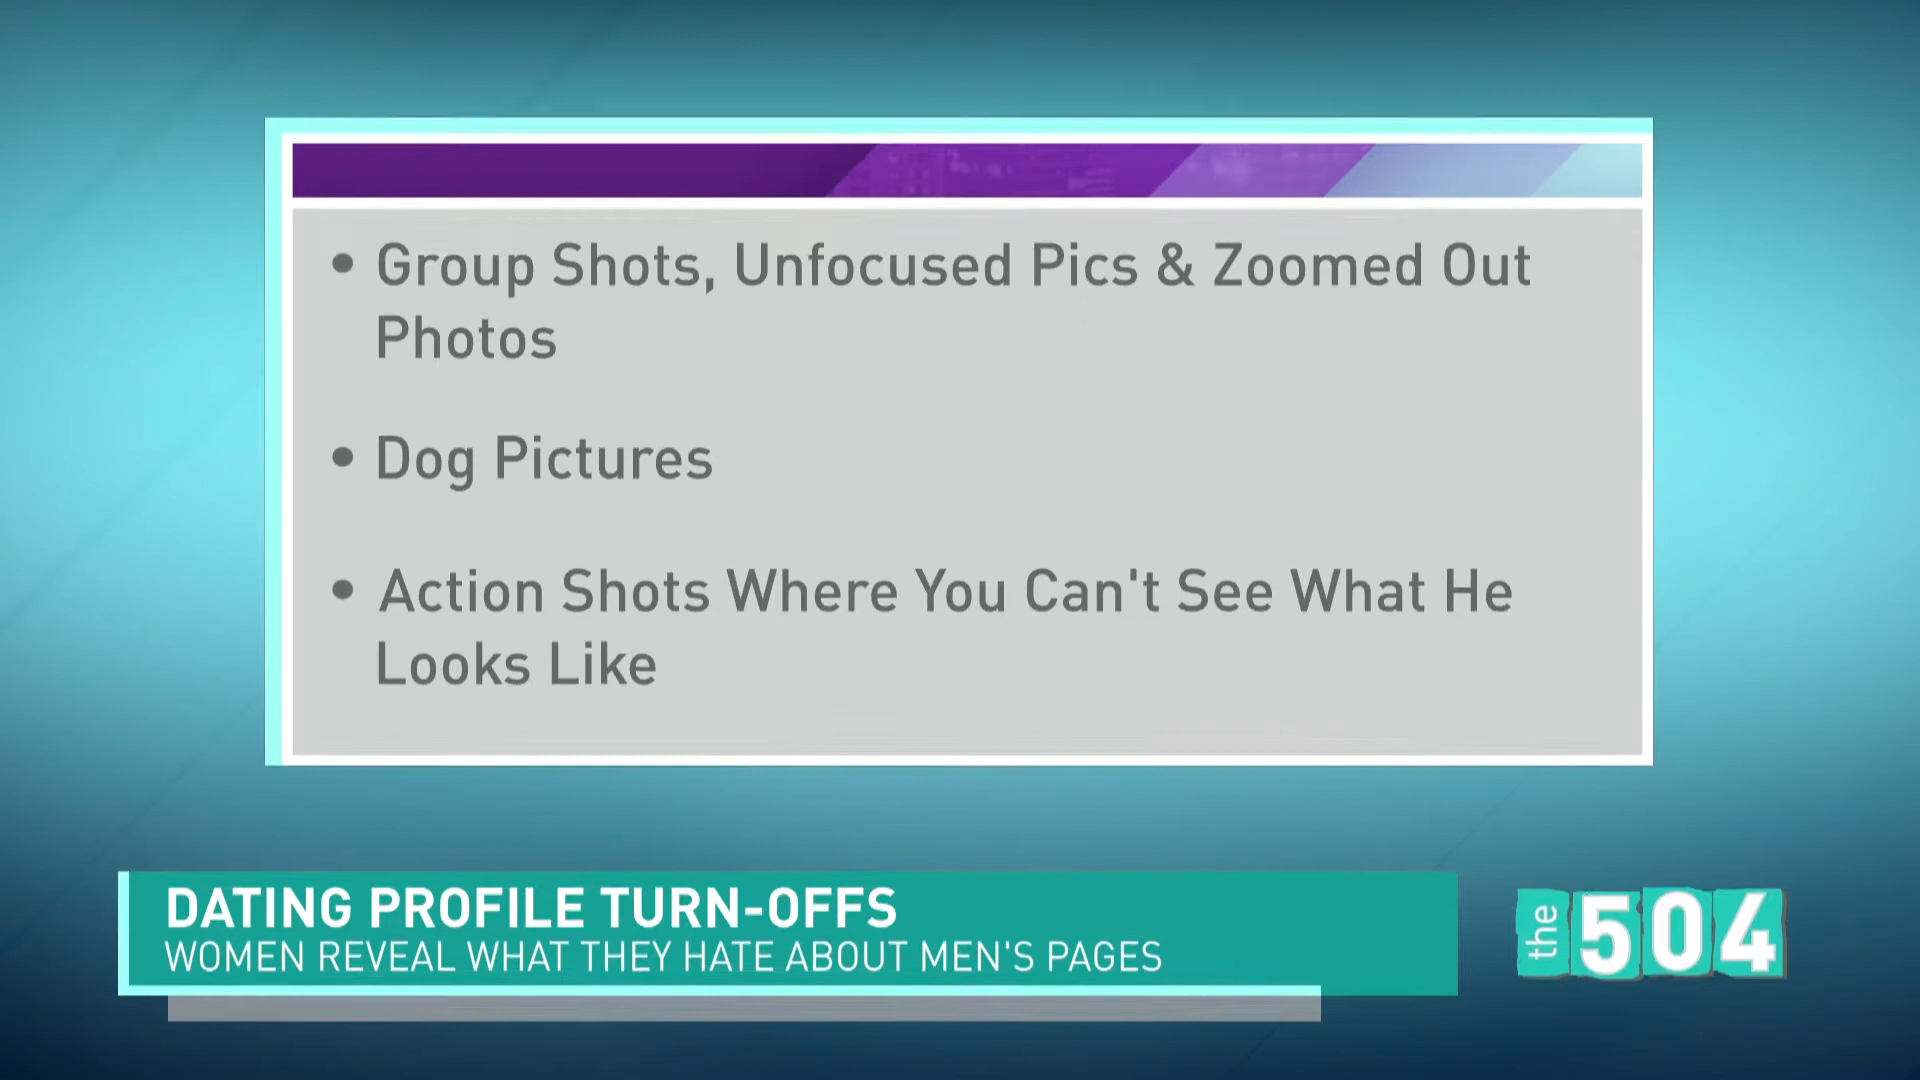 • Group Shots, Unfocused Pics & Zoomed Out
Photos
• Dog Pictures
• Action Shots Where You Can't See What He
Looks Like
DATING PROFILE TURN-OFFS
WOMEN REVEAL WHAT THEY HATE ABOUT MEN'S PAGES
the 504